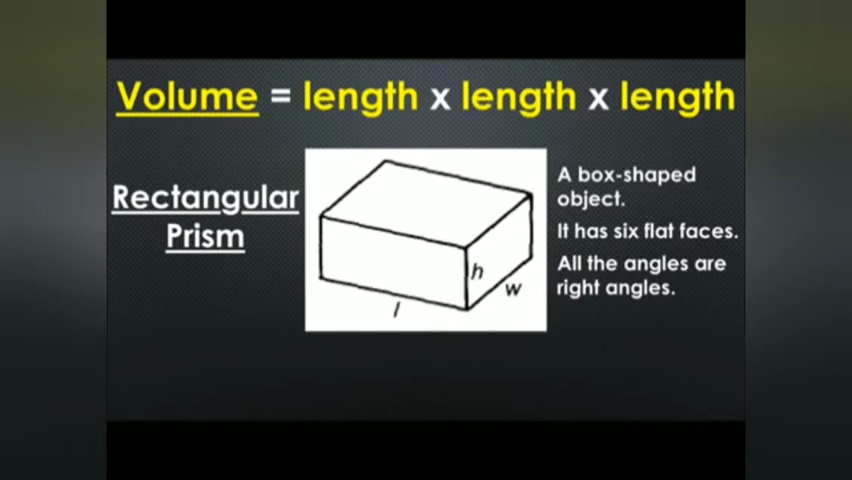 Volume = length x length x length
Rectangular
Prism
h
w
l
A box-shaped
object.
It has six flat faces.
All the angles are
right angles.